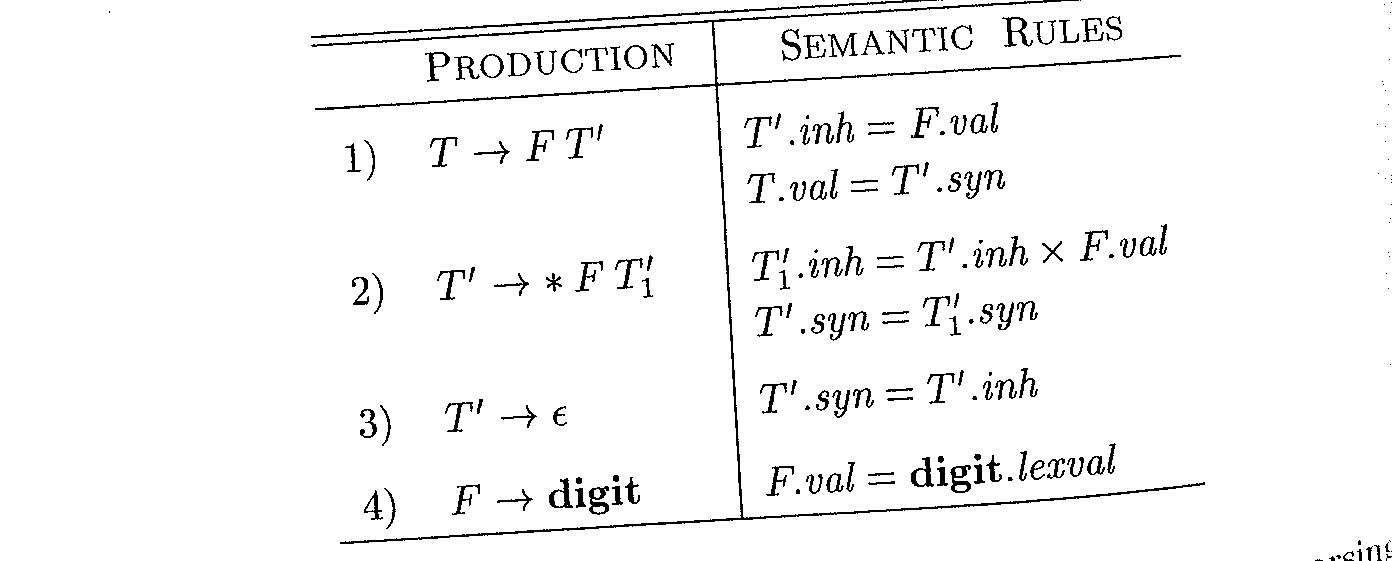 PRODUCTION SEMANTIC RULES
1) T → F T′ T′.inh = F.val
T.val = T′.syn
2) T′ → * F T′₁ T′₁.inh = T′.inh × F.val
T′.syn = T′₁.syn
3) T′ → ϵ T′.syn = T′.inh
4) F → digit F.val = digit.lexval